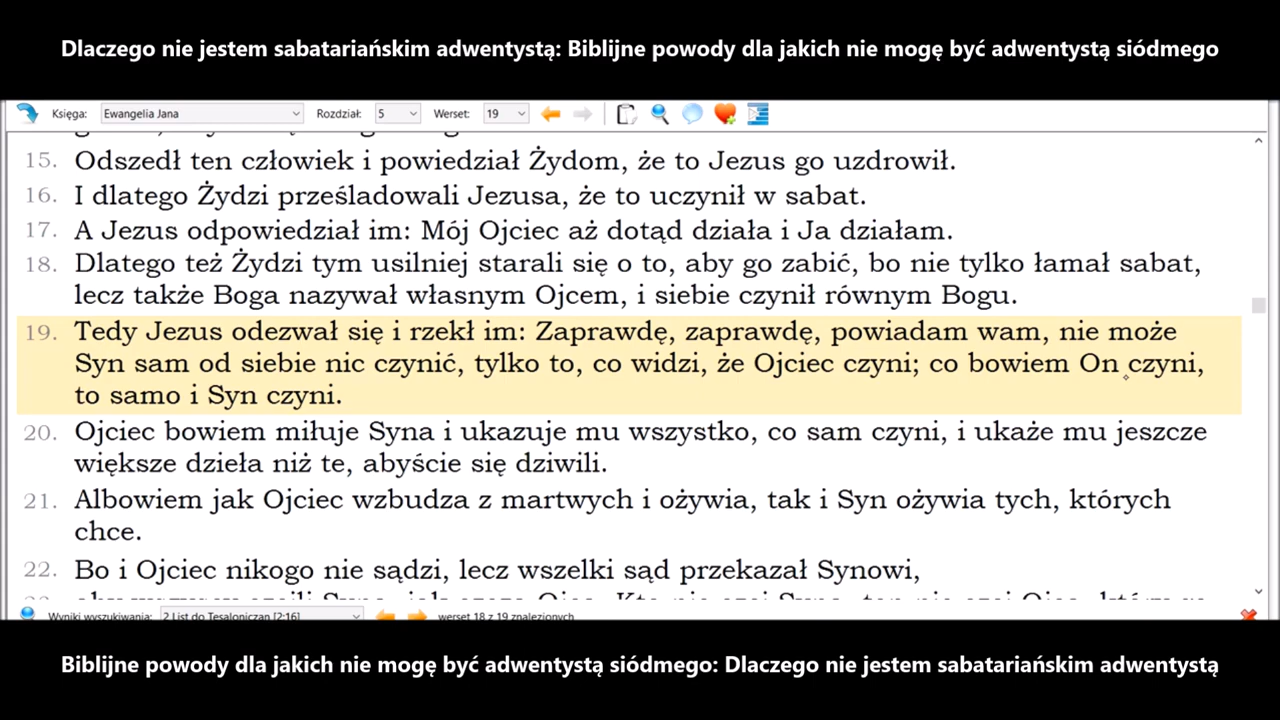 Dlaczego nie jestem sabatariańskim adwentystą: Biblijne powody dla jakich nie mogę być adwentystą siódmego
Księga: Ewangelia Jana Rozdział: 5 Werset: 19
15. Odszedł ten człowiek i powiedział Żydom, że to Jezus go uzdrowił.
16. I dlatego Żydzi prześladowali Jezusa, że to uczynił w sabat.
17. A Jezus odpowiedział im: Mój Ojciec aż dotąd działa i Ja działam.
18. Dlatego też Żydzi tym usilniej starali się o to, aby go zabić, bo nie tylko łamał sabat,
lecz także Boga nazywał własnym Ojcem, i siebie czynił równym Bogu.
19. Tedy Jezus odezwał się i rzekł im: Zaprawdę, zaprawdę, powiadam wam, nie może
Syn sam od siebie nic czynić, tylko to, co widzi, że Ojciec czyni; co bowiem On czyni,
to samo i Syn czyni.
20. Ojciec bowiem miłuje Syna i ukazuje mu wszystko, co sam czyni, i ukaże mu jeszcze
większe dzieła niż te, abyście się dziwili.
21. Albowiem jak Ojciec wzbudza z martwych i ożywia, tak i Syn ożywia tych, których
chce.
22. Bo i Ojciec nikogo nie sądzi, lecz wszelki sąd przekazał Synowi,
Wyniki wyszukiwania: 2 List do Tesaloniczan [2:16] werset 18 z 19 znalezionych
Biblijne powody dla jakich nie mogę być adwentystą siódmego: Dlaczego nie jestem sabatariańskim adwentystą